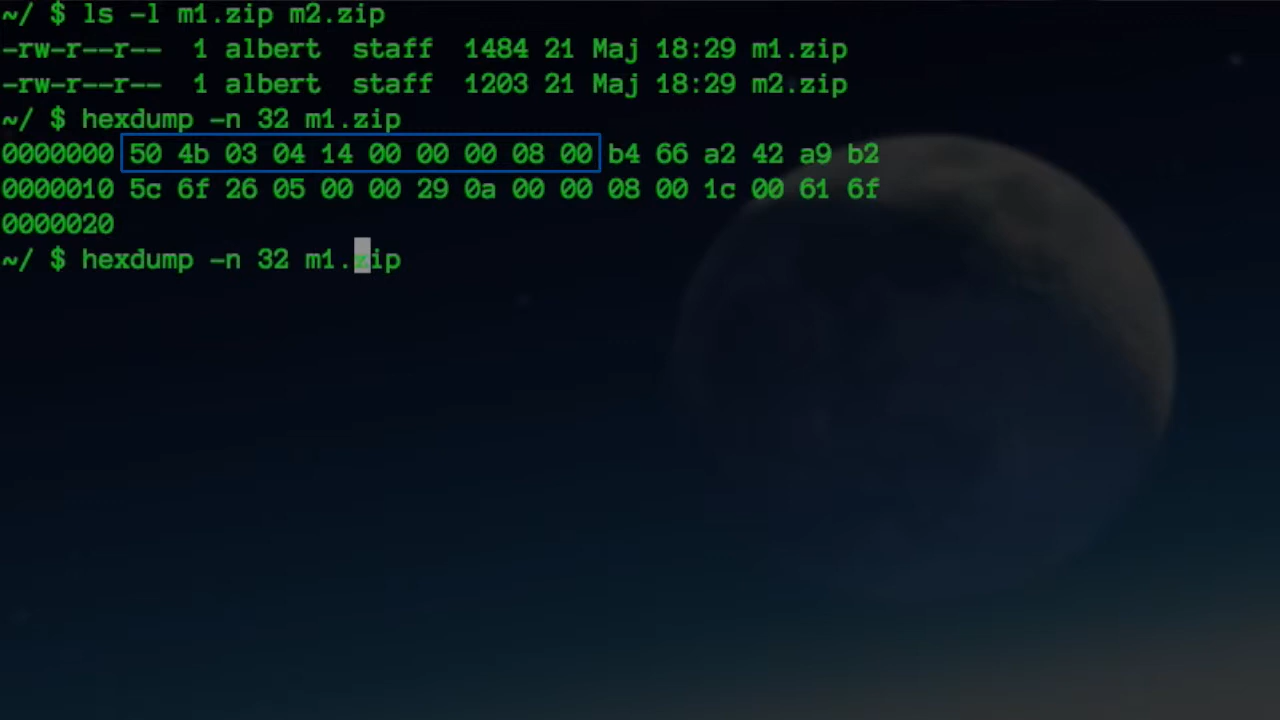 ~/ $ ls -l m1.zip m2.zip
-rw-r--r--  1 albert  staff  1484 21 Maj 18:29 m1.zip
-rw-r--r--  1 albert  staff  1203 21 Maj 18:29 m2.zip
~/ $ hexdump -n 32 m1.zip
0000000 50 4b 03 04 14 00 00 00 08 00 b4 66 a2 42 a9 b2
0000010 5c 6f 26 05 00 00 29 0a 00 00 08 00 1c 00 61 6f
0000020
~/ $ hexdump -n 32 m1.zip